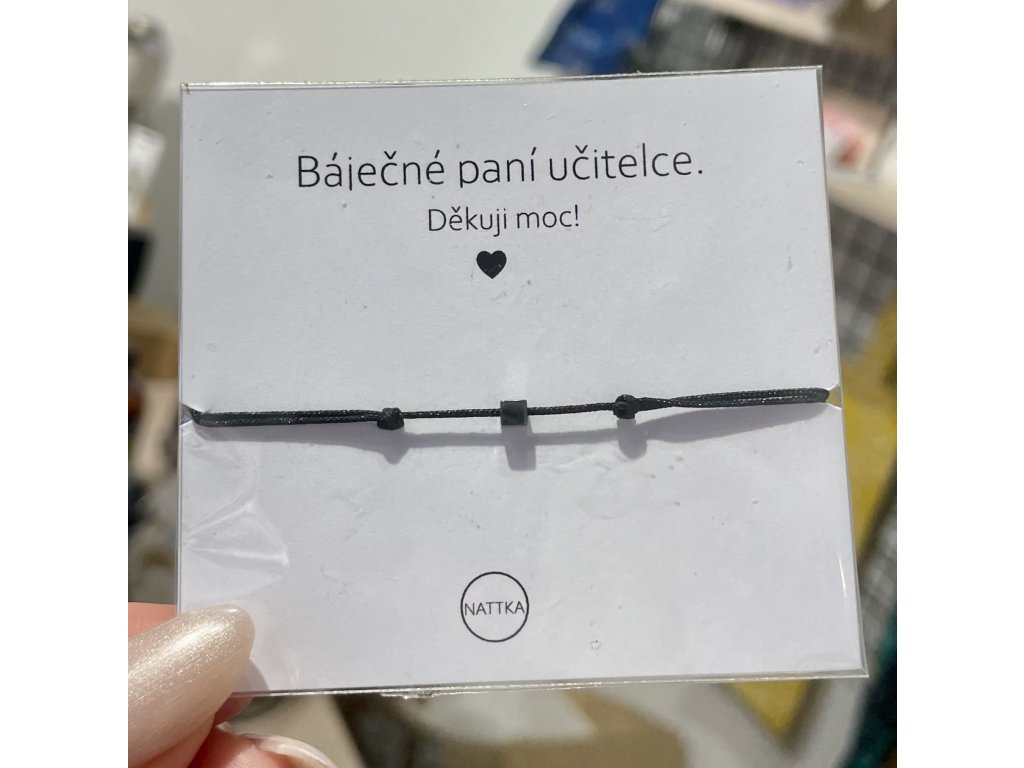 Báječné paní učitelce.
Děkuji moc!
NATTKA